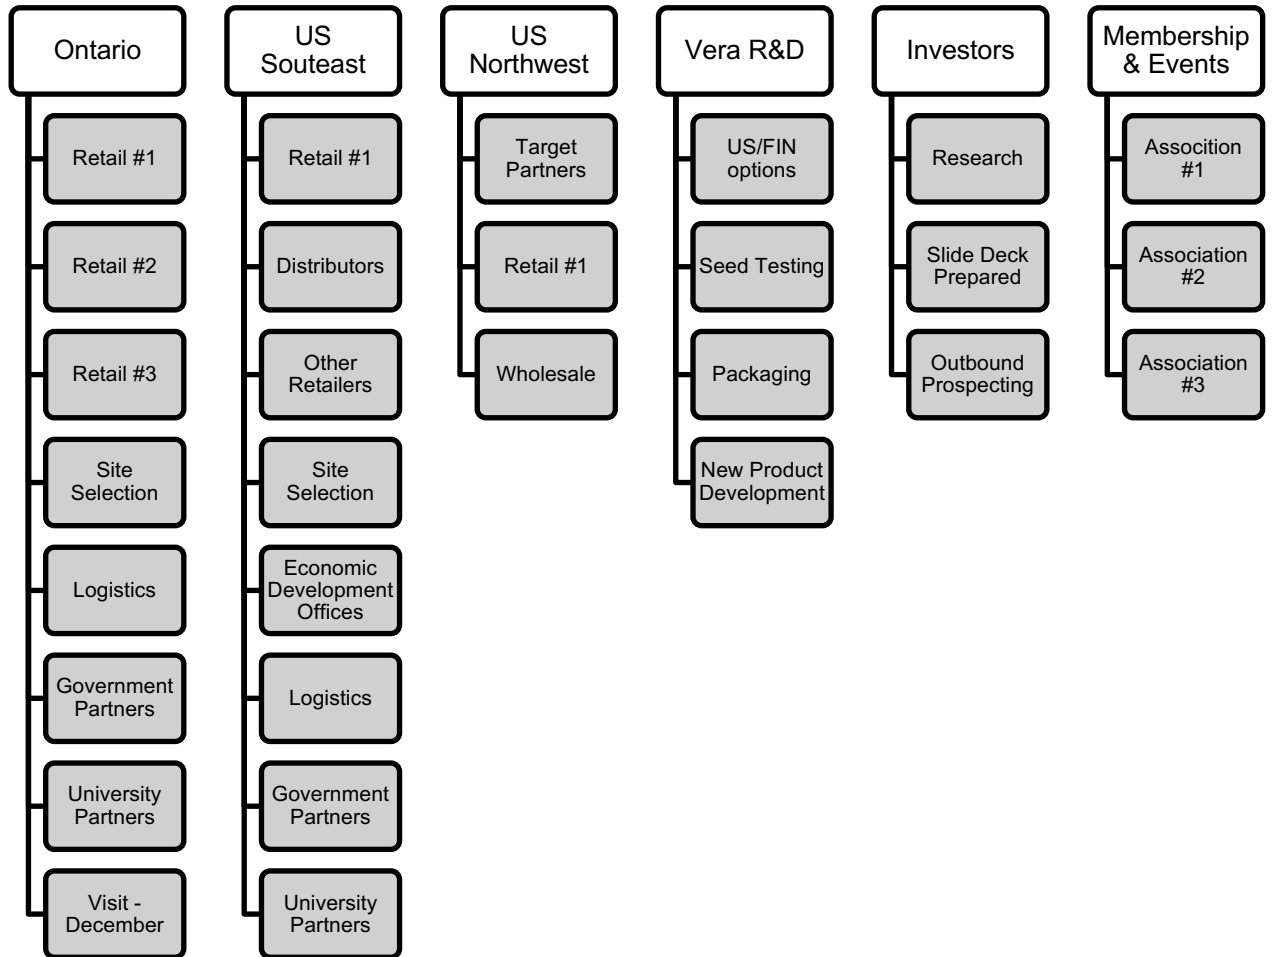 Ontario
Retail #1
Retail #2
Retail #3
Site
Selection
Logistics
Government
Partners
University
Partners
Visit -
December
US
Souteast
Retail #1
Distributors
Other
Retailers
Site
Selection
Economic
Development
Offices
Logistics
Government
Partners
University
Partners
US
Northwest
Target
Partners
Retail #1
Wholesale
Vera R&D
US/FIN
options
Seed Testing
Packaging
New Product
Development
Investors
Research
Slide Deck
Prepared
Outbound
Prospecting
Membership
& Events
Assocition
#1
Association
#2
Association
#3